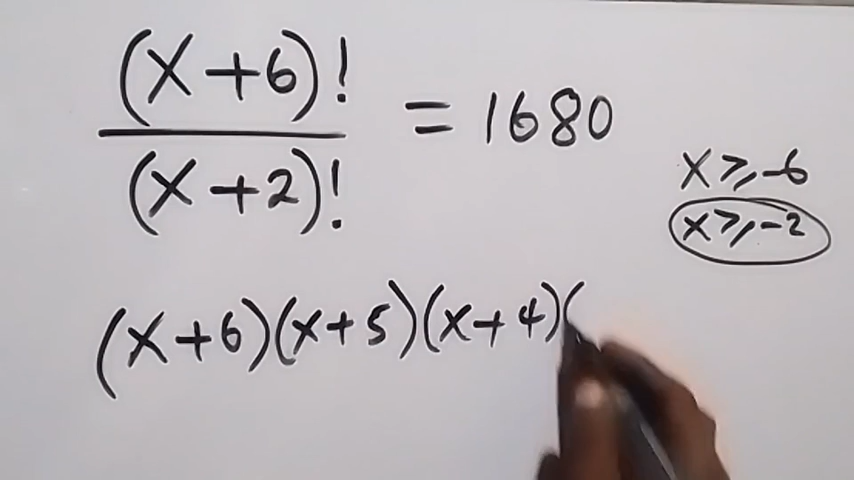 (x+6)!
(x+2)!
= 1680
x ≥ -6
x ≥ -2
(x+6)(x+5)(x+4)(